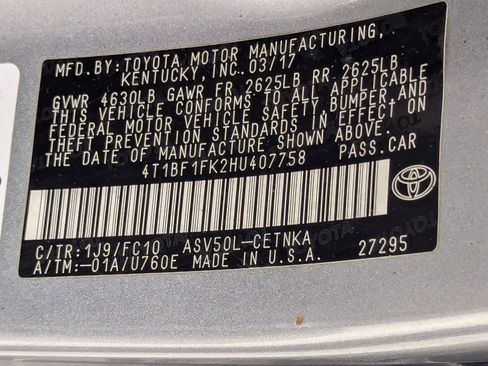 MFD. BY: TOYOTA MOTOR MANUFACTURING,
KENTUCKY, INC. 03/17
GVWR 4630LB GAWR FR 2625LB RR 2625LB
THIS VEHICLE CONFORMS TO ALL APPLICABLE
FEDERAL MOTOR VEHICLE SAFETY, BUMPER AND
THEFT PREVENTION STANDARDS IN EFFECT ON
THE DATE OF MANUFACTURE SHOWN ABOVE.
4T1BF1FK2HU407758 PASS.CAR
C/TR:1J9/FC10 ASV50L-CETNKA
A/TM:-01A/U760E MADE IN U.S.A. 27295